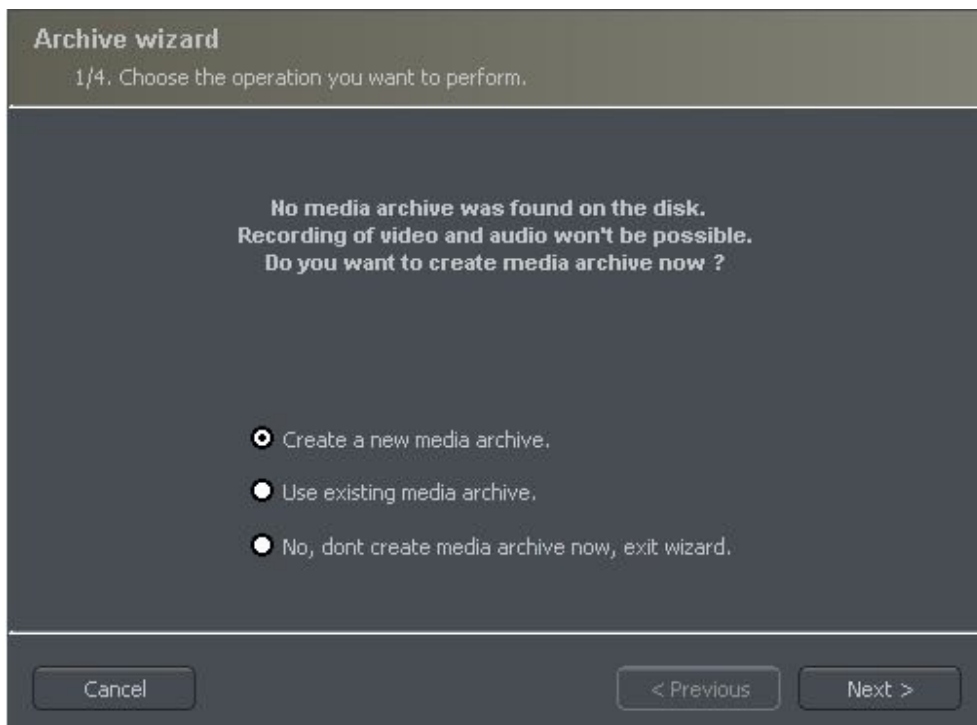 Archive wizard
1/4. Choose the operation you want to perform.
No media archive was found on the disk.
Recording of video and audio won't be possible.
Do you want to create media archive now ?
Create a new media archive.
Use existing media archive.
No, dont create media archive now, exit wizard.
Cancel
< Previous
Next >